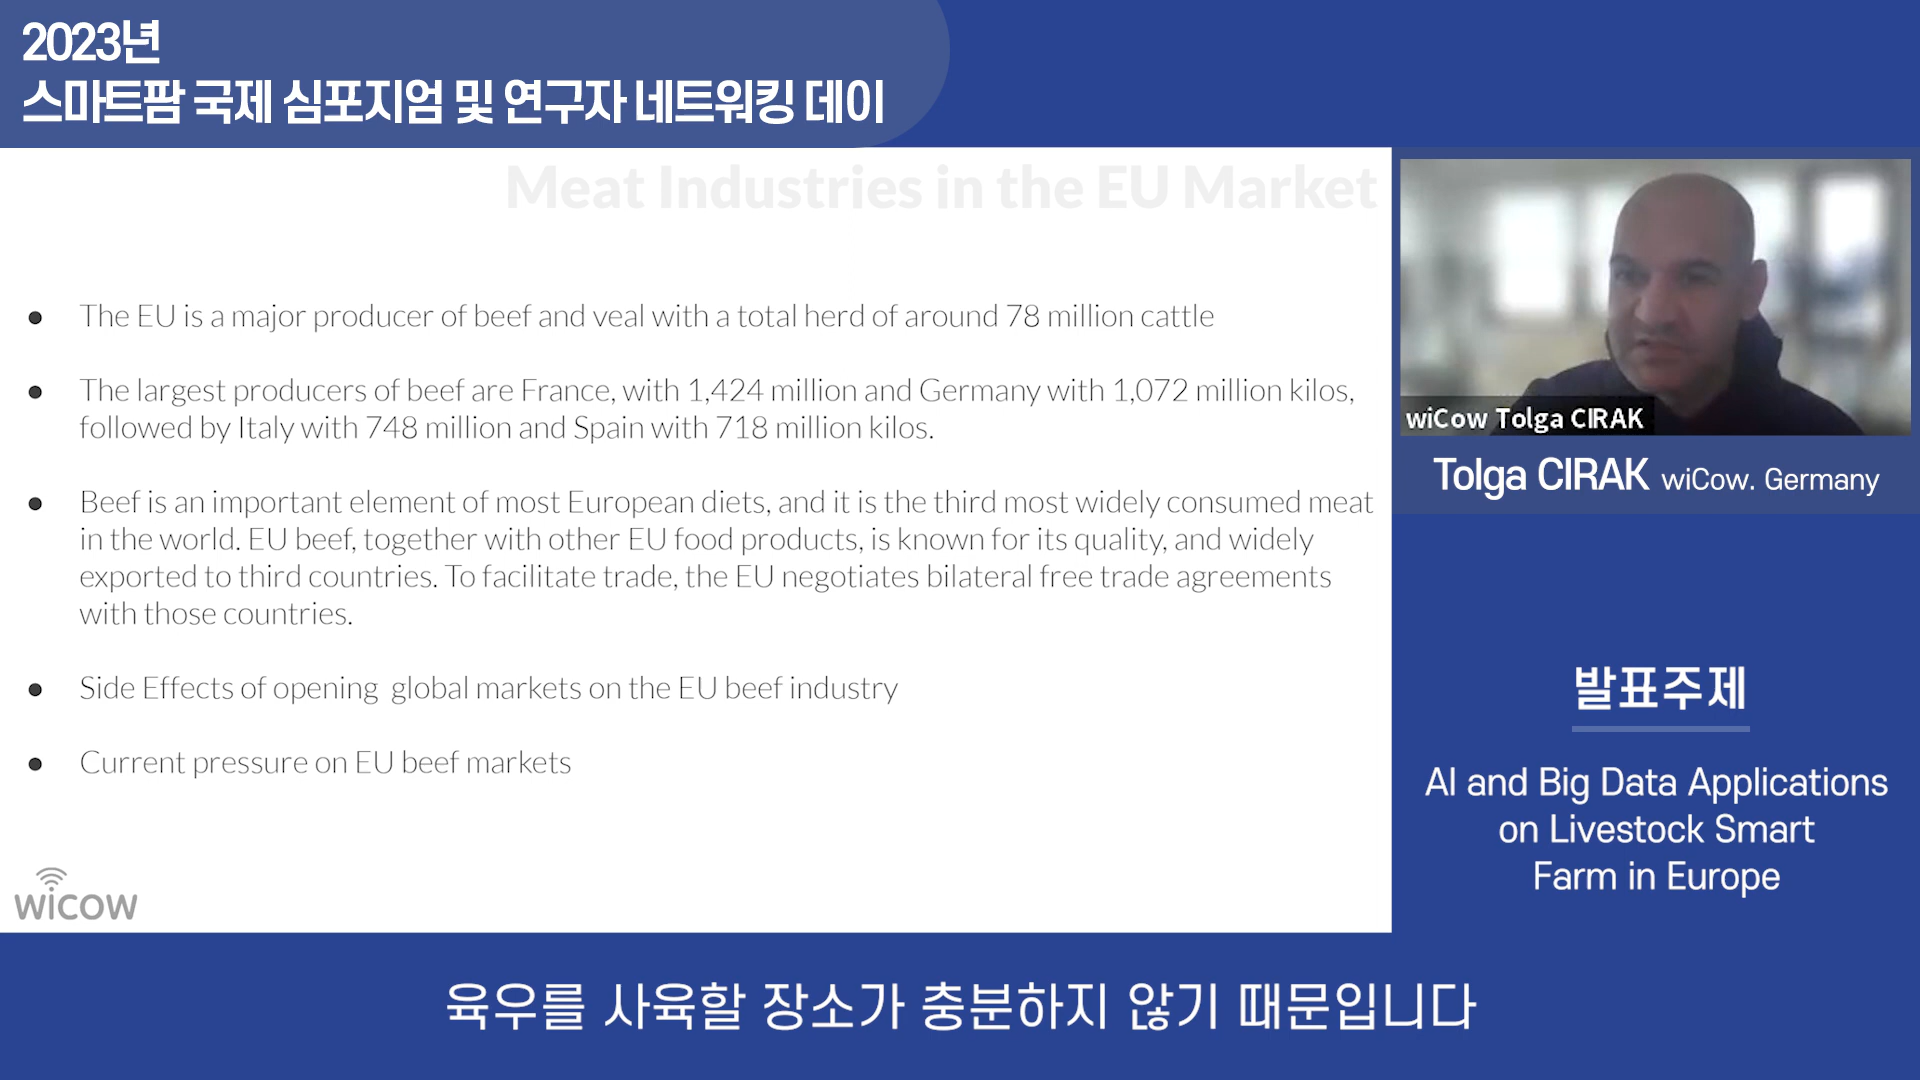 2023년
스마트팜 국제 심포지엄 및 연구자 네트워킹 데이
Meat Industries in the EU Market
● The EU is a major producer of beef and veal with a total herd of around 78 million cattle
● The largest producers of beef are France, with 1,424 million and Germany with 1,072 million kilos,
followed by Italy with 748 million and Spain with 718 million kilos.
● Beef is an important element of most European diets, and it is the third most widely consumed meat
in the world. EU beef, together with other EU food products, is known for its quality, and widely
exported to third countries. To facilitate trade, the EU negotiates bilateral free trade agreements
with those countries.
● Side Effects of opening  global markets on the EU beef industry
● Current pressure on EU beef markets
wicow
wiCow Tolga CIRAK
Tolga CIRAK wiCow. Germany
발표주제
AI and Big Data Applications
on Livestock Smart
Farm in Europe
육우를 사육할 장소가 충분하지 않기 때문입니다